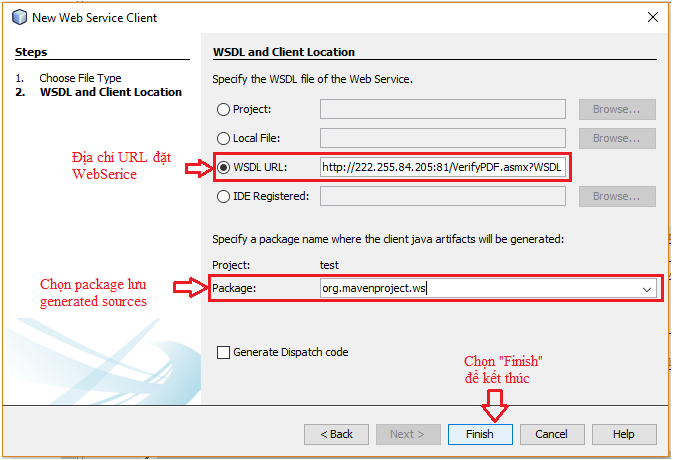 New Web Service Client
Steps
1. Choose File Type
2. WSDL and Client Location
WSDL and Client Location
Specify the WSDL file of the Web Service.
Project:
Browse...
Local File:
Browse...
Địa chỉ URL đặt
WebSerice
WSDL URL:
http://222.255.84.205:81/VerifyPDF.asmx?WSDL
IDE Registered:
Browse...
Specify a package name where the client java artifacts will be generated:
Project:
test
Chọn package lưu
generated sources
Package:
org.mavenproject.ws
Generate Dispatch code
Chọn "Finish"
để kết thúc
< Back
Next >
Finish
Cancel
Help